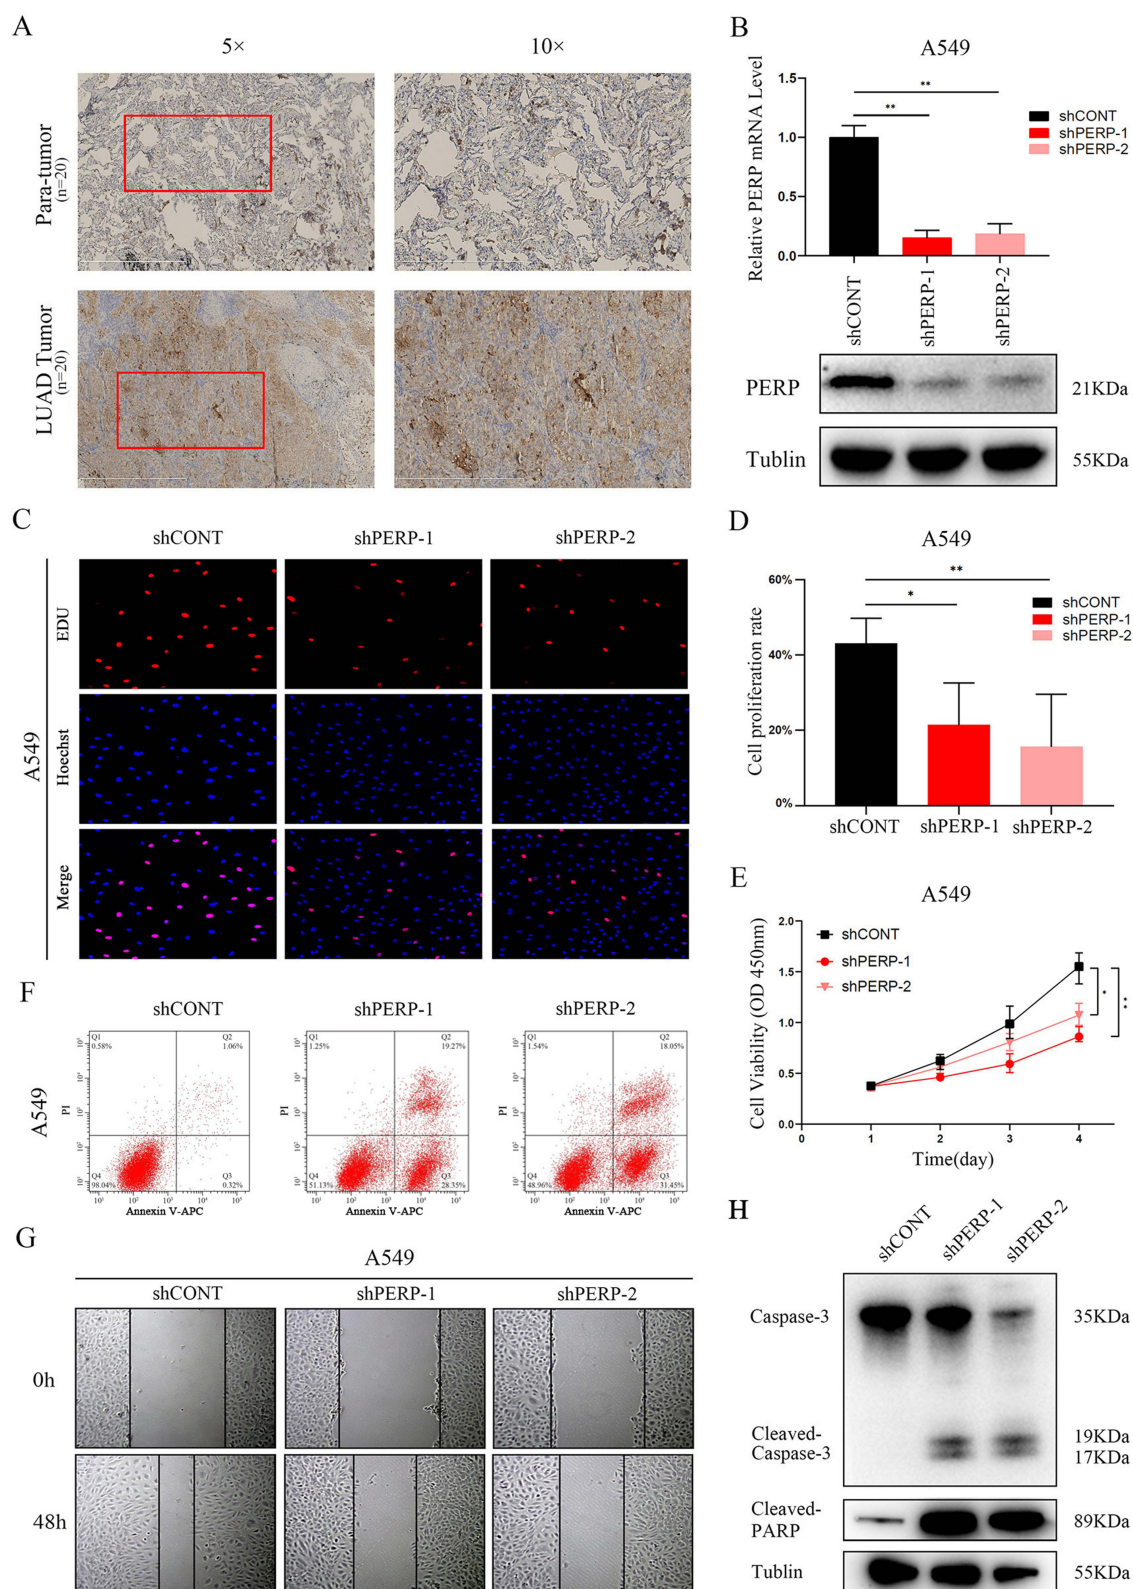 A
5×
10×
Para-tumor
(n=20)
LUAD Tumor
(n=20)
B
A549
Relative PERP mRNA Level
1.5
1.0
0.5
0.0
**
**
shCONT
shPERP-1
shPERP-2
shCONT
shPERP-1
shPERP-2
PERP
21KDa
Tublin
55KDa
C
shCONT
shPERP-1
shPERP-2
A549
EDU
Hoechst
Merge
D
A549
Cell proliferation rate
60%
40%
20%
0%
**
*
shCONT
shPERP-1
shPERP-2
shCONT
shPERP-1
shPERP-2
E
A549
Cell Viability (OD 450nm)
2.0
1.5
1.0
0.5
0.0
shCONT
shPERP-1
shPERP-2
*
**
0
1
2
3
4
Time(day)
F
shCONT
shPERP-1
shPERP-2
A549
Q1
0.58%
Q2
1.06%
Q4
98.04%
Q3
0.32%
PI
Annexin V-APC
Q1
1.25%
Q2
19.27%
Q4
51.13%
Q3
28.35%
PI
Annexin V-APC
Q1
1.54%
Q2
18.05%
Q4
48.96%
Q3
31.45%
PI
Annexin V-APC
G
A549
shCONT
shPERP-1
shPERP-2
0h
48h
H
shCONT
shPERP-1
shPERP-2
Caspase-3
35KDa
Cleaved-
Caspase-3
19KDa
17KDa
Cleaved-
PARP
89KDa
Tublin
55KDa